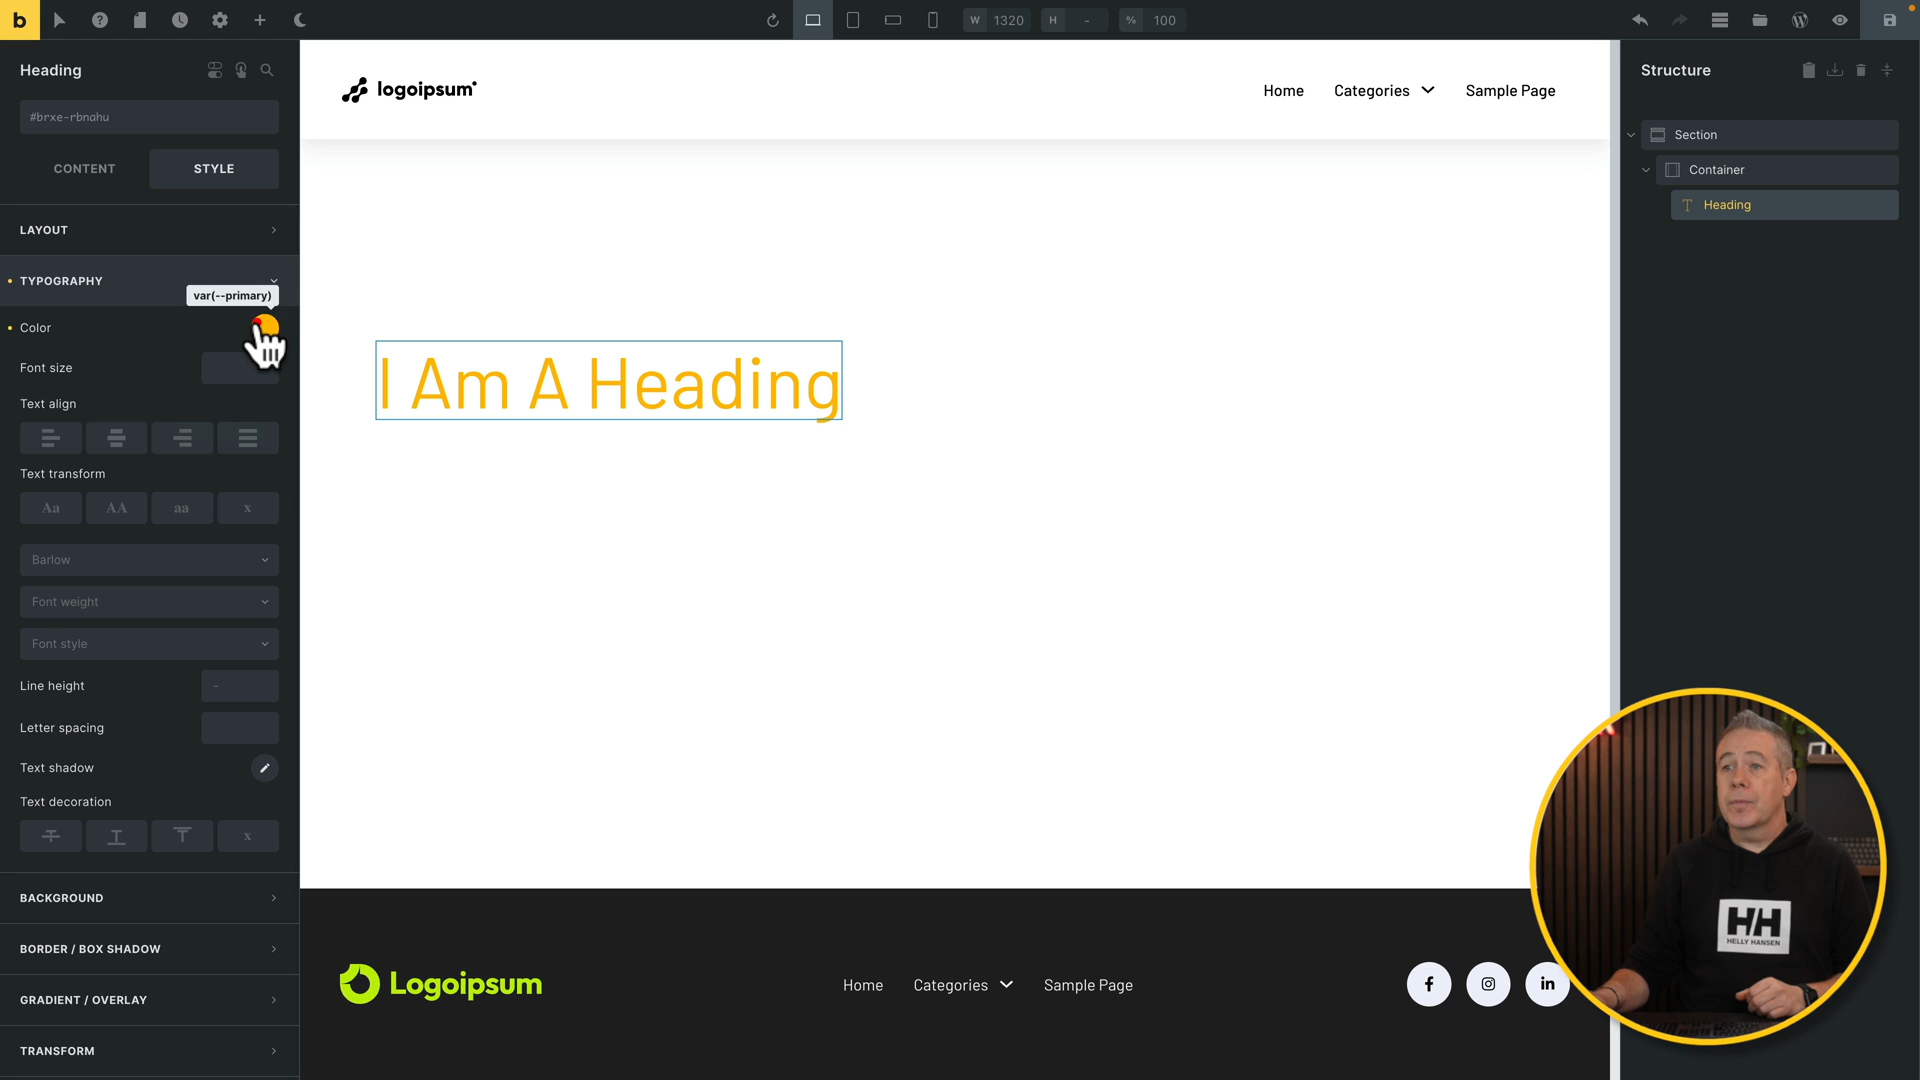 b
W 1320
H -
% 100
Heading
#brxe-rbnahu
CONTENT
STYLE
LAYOUT
TYPOGRAPHY
var(--primary)
Color
Font size
Text align
Text transform
Aa
AA
aa
x
Barlow
Font weight
Font style
Line height
-
Letter spacing
Text shadow
Text decoration
x
BACKGROUND
BORDER / BOX SHADOW
GRADIENT / OVERLAY
TRANSFORM
logoipsum
Home
Categories
Sample Page
I Am A Heading
Logoipsum
Home
Categories
Sample Page
Structure
Section
Container
Heading
HH
HELLY HANSEN